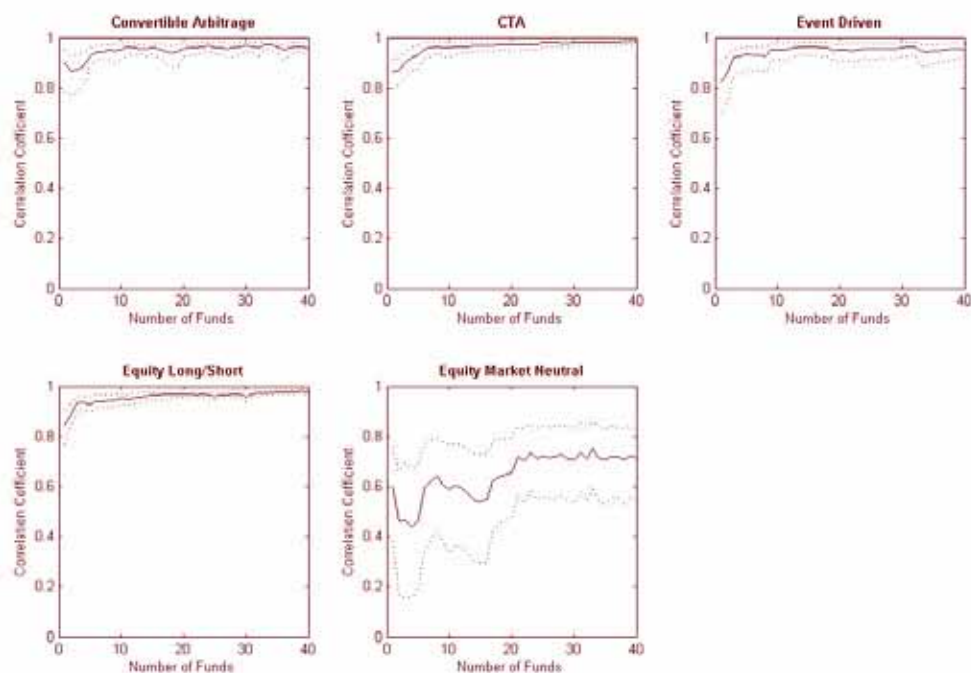 Convertible Arbitrage
Correlation Cofficient
1
0.8
0.6
0.4
0.2
0
0 10 20 30 40
Number of Funds
CTA
Correlation Cofficient
1
0.8
0.6
0.4
0.2
0
0 10 20 30 40
Number of Funds
Event Driven
Correlation Cofficient
1
0.8
0.6
0.4
0.2
0
0 10 20 30 40
Number of Funds
Equity Long/Short
Correlation Cofficient
1
0.8
0.6
0.4
0.2
0
0 10 20 30 40
Number of Funds
Equity Market Neutral
Correlation Cofficient
1
0.8
0.6
0.4
0.2
0
0 10 20 30 40
Number of Funds